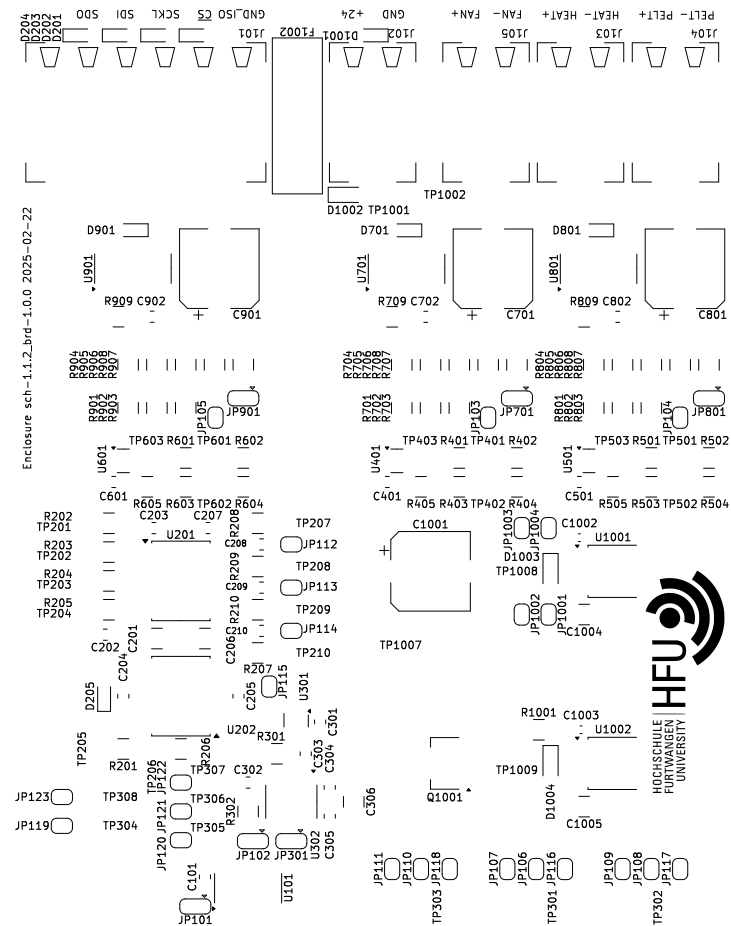 D204
D203
D202
D201
SDO
SDI
SCKL
CS
GND_ISO
J101
F1002
+24
D1001
GND
J102
FAN+
FAN-
J105
HEAT+
HEAT-
J103
PELT+
PELT-
J104
TP1002
D1002
TP1001
D901
D701
D801
U901
U701
U801
R909
C902
C901
R709
C702
C701
R809
C802
C801
Enclosure sch-1.1.2_brd-1.0.0 2025-02-22
R904
R905
R906
R908
R907
R704
R705
R706
R708
R707
R804
R805
R806
R808
R807
R901
R902
R903
JP105
JP901
R701
R702
R703
JP103
JP701
R801
R802
R803
JP104
JP801
TP603
R601
TP601
R602
TP403
R401
TP401
R402
TP503
R501
TP501
R502
U601
U401
U501
C601
R605
R603
TP602
R604
C401
R405
R403
TP402
R404
C501
R505
R503
TP502
R504
R202
TP201
C203
C207
U201
R208
TP207
C1001
JP1003
JP1004
C1002
U1001
R203
TP202
C208
JP112
D1003
TP1008
R204
TP203
R209
TP208
C209
JP113
R205
TP204
R210
TP209
C210
JP114
JP1002
JP1001
C1004
C202
C201
C206
TP210
TP1007
C204
R207
JP115
U301
D205
C205
U202
R301
C301
R1001
C1003
U1002
TP205
R201
R206
C303
C304
TP206
JP122
TP307
C302
TP1009
JP123
TP308
JP121
TP306
R302
C306
Q1001
D1004
C1005
JP119
TP304
JP120
TP305
JP102
JP301
U302
C305
C101
JP101
U101
JP111
JP110
JP118
TP303
JP107
JP106
JP116
TP301
JP109
JP108
JP117
TP302
HFU
HOCHSCHULE
FURTWANGEN
UNIVERSITY